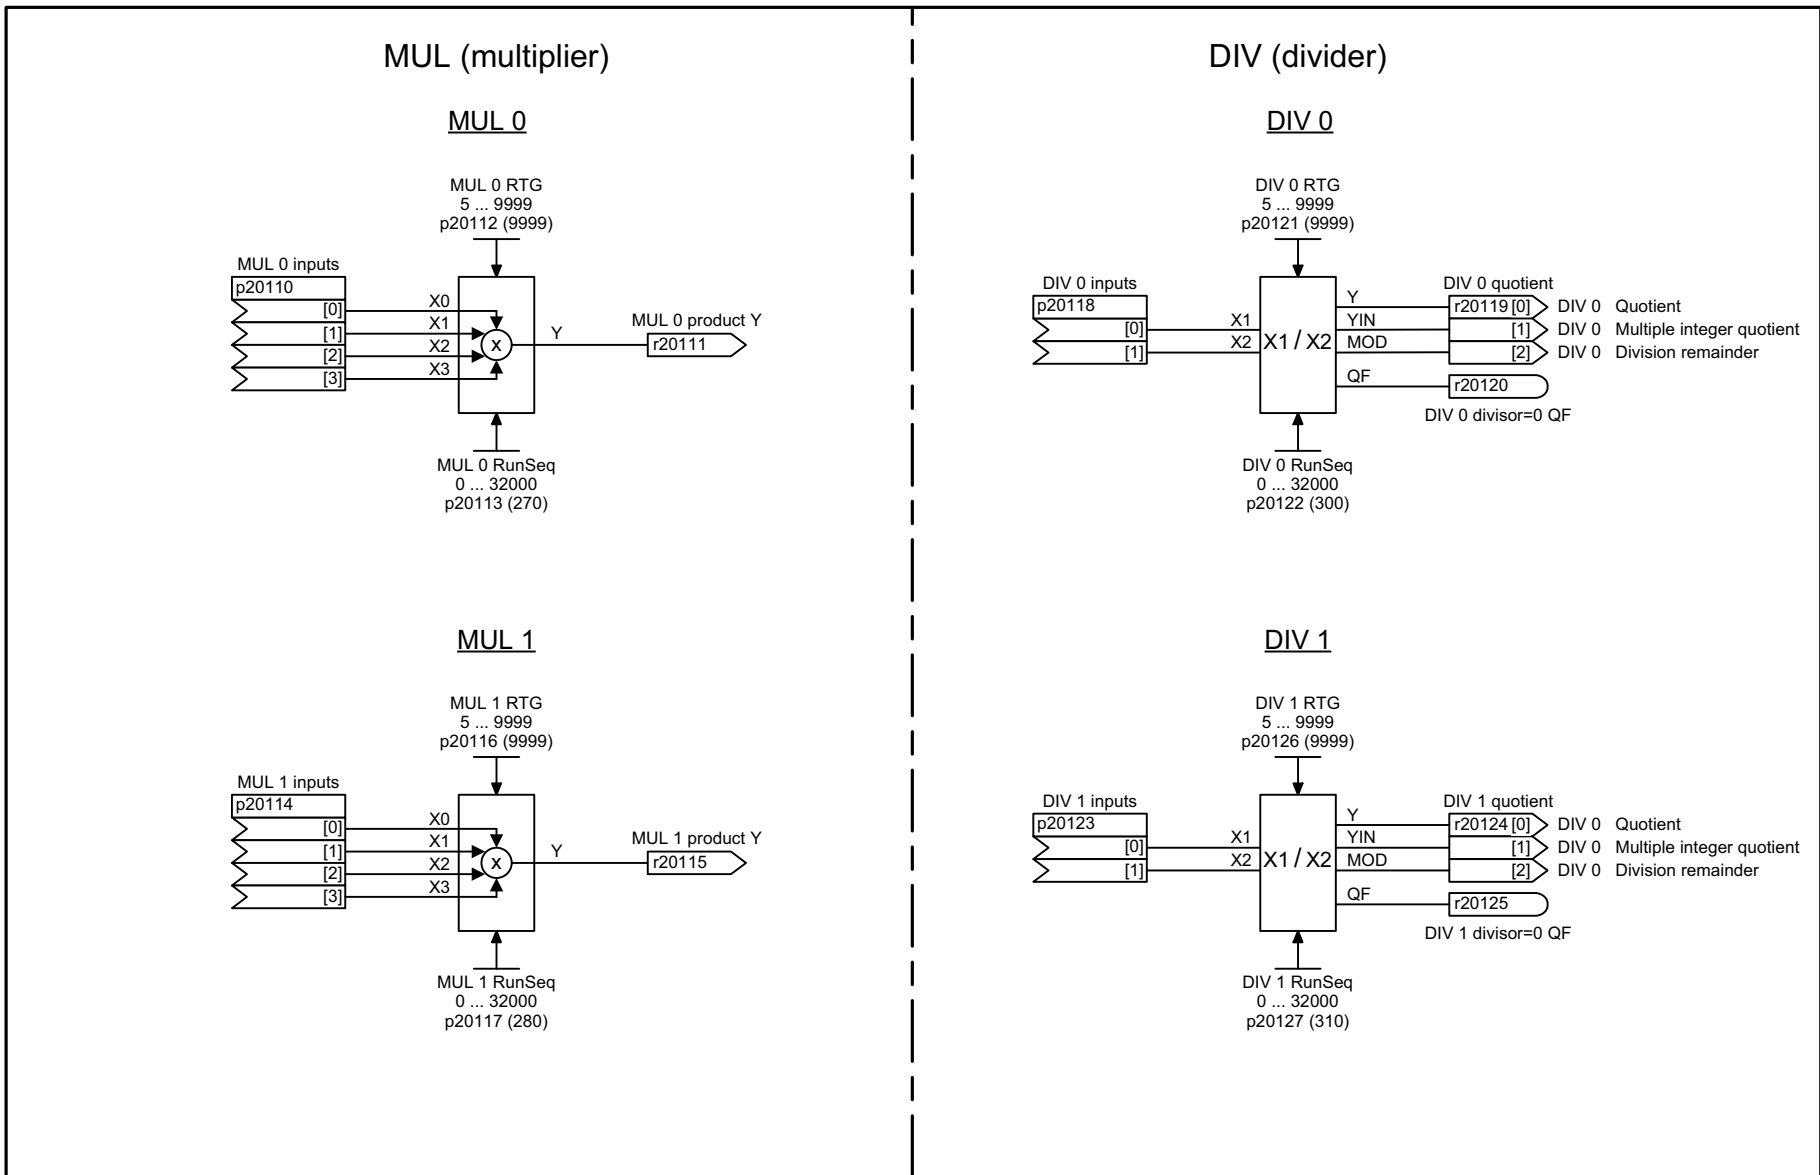 MUL (multiplier)
MUL 0
MUL 0 RTG
5 ... 9999
p20112 (9999)
MUL 0 inputs
p20110
[0]
X0
[1]
X1
[2]
X2
[3]
X3
x
Y
MUL 0 product Y
r20111
MUL 0 RunSeq
0 ... 32000
p20113 (270)
MUL 1
MUL 1 RTG
5 ... 9999
p20116 (9999)
MUL 1 inputs
p20114
[0]
X0
[1]
X1
[2]
X2
[3]
X3
x
Y
MUL 1 product Y
r20115
MUL 1 RunSeq
0 ... 32000
p20117 (280)
DIV (divider)
DIV 0
DIV 0 RTG
5 ... 9999
p20121 (9999)
DIV 0 inputs
p20118
[0]
X1
[1]
X2
X1 / X2
DIV 0 quotient
Y
r20119 [0] DIV 0 Quotient
YIN
[1] DIV 0 Multiple integer quotient
MOD
[2] DIV 0 Division remainder
QF
r20120
DIV 0 divisor=0 QF
DIV 0 RunSeq
0 ... 32000
p20122 (300)
DIV 1
DIV 1 RTG
5 ... 9999
p20126 (9999)
DIV 1 inputs
p20123
[0]
X1
[1]
X2
X1 / X2
DIV 1 quotient
Y
r20124 [0] DIV 0 Quotient
YIN
[1] DIV 0 Multiple integer quotient
MOD
[2] DIV 0 Division remainder
QF
r20125
DIV 1 divisor=0 QF
DIV 1 RunSeq
0 ... 32000
p20127 (310)